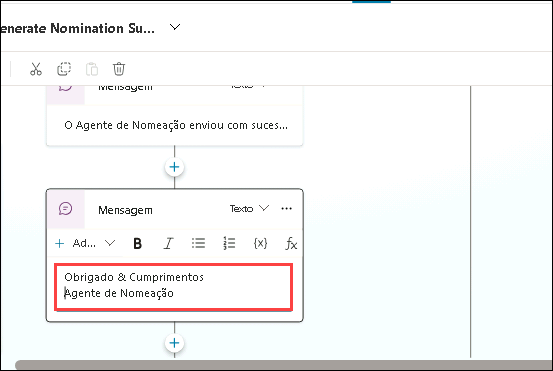 enerate Nomination Su...
Mensagem Texto
O Agente de Nomeação enviou com suces...
Mensagem Texto
Ad... B I {x} fx
Obrigado & Cumprimentos
Agente de Nomeação